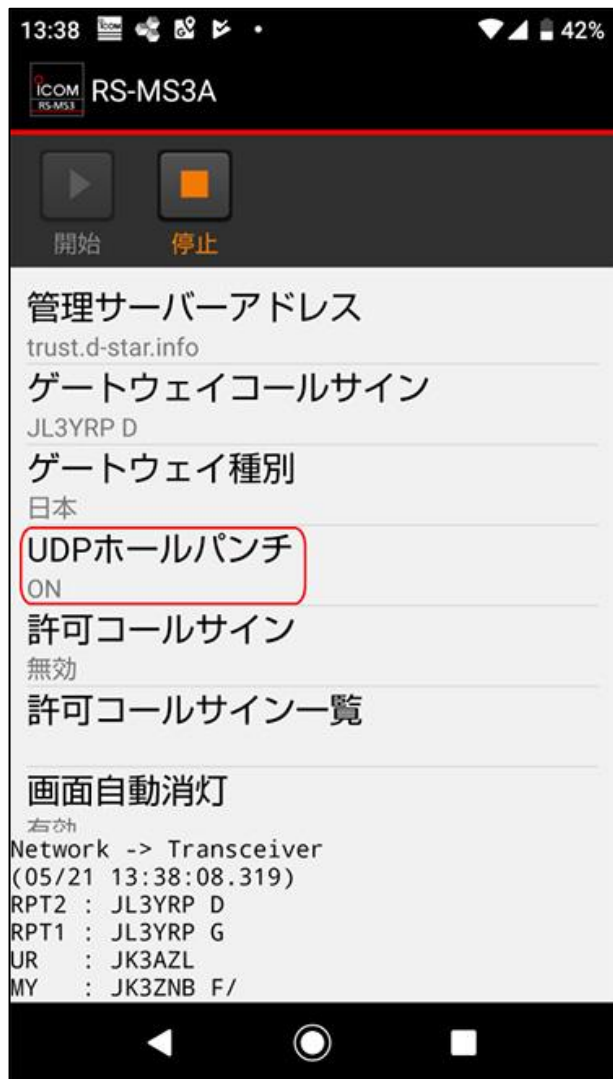 13:38
42%
ICOM
RS-MS3
RS-MS3A
開始
停止
管理サーバーアドレス
trust.d-star.info
ゲートウェイコールサイン
JL3YRP D
ゲートウェイ種別
日本
UDPホールパンチ
ON
許可コールサイン
無効
許可コールサイン一覧
画面自動消灯
有効
Network -> Transceiver
(05/21 13:38:08.319)
RPT2 : JL3YRP D
RPT1 : JL3YRP G
UR : JK3AZL
MY : JK3ZNB F/